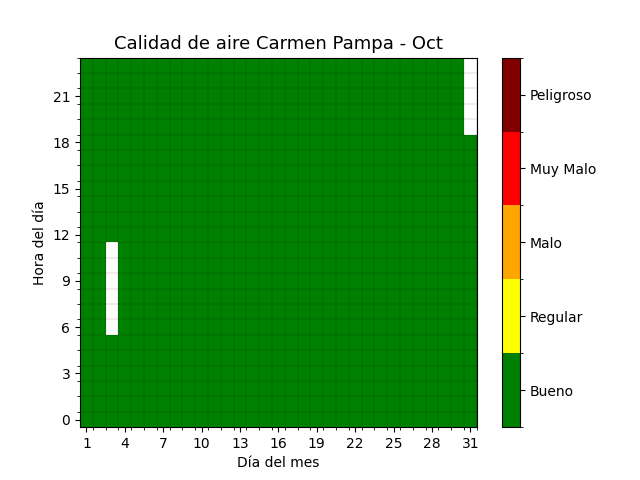 Calidad de aire Carmen Pampa - Oct
Hora del día
21
18
15
12
9
6
3
0
1 4 7 10 13 16 19 22 25 28 31
Día del mes
Peligroso
Muy Malo
Malo
Regular
Bueno